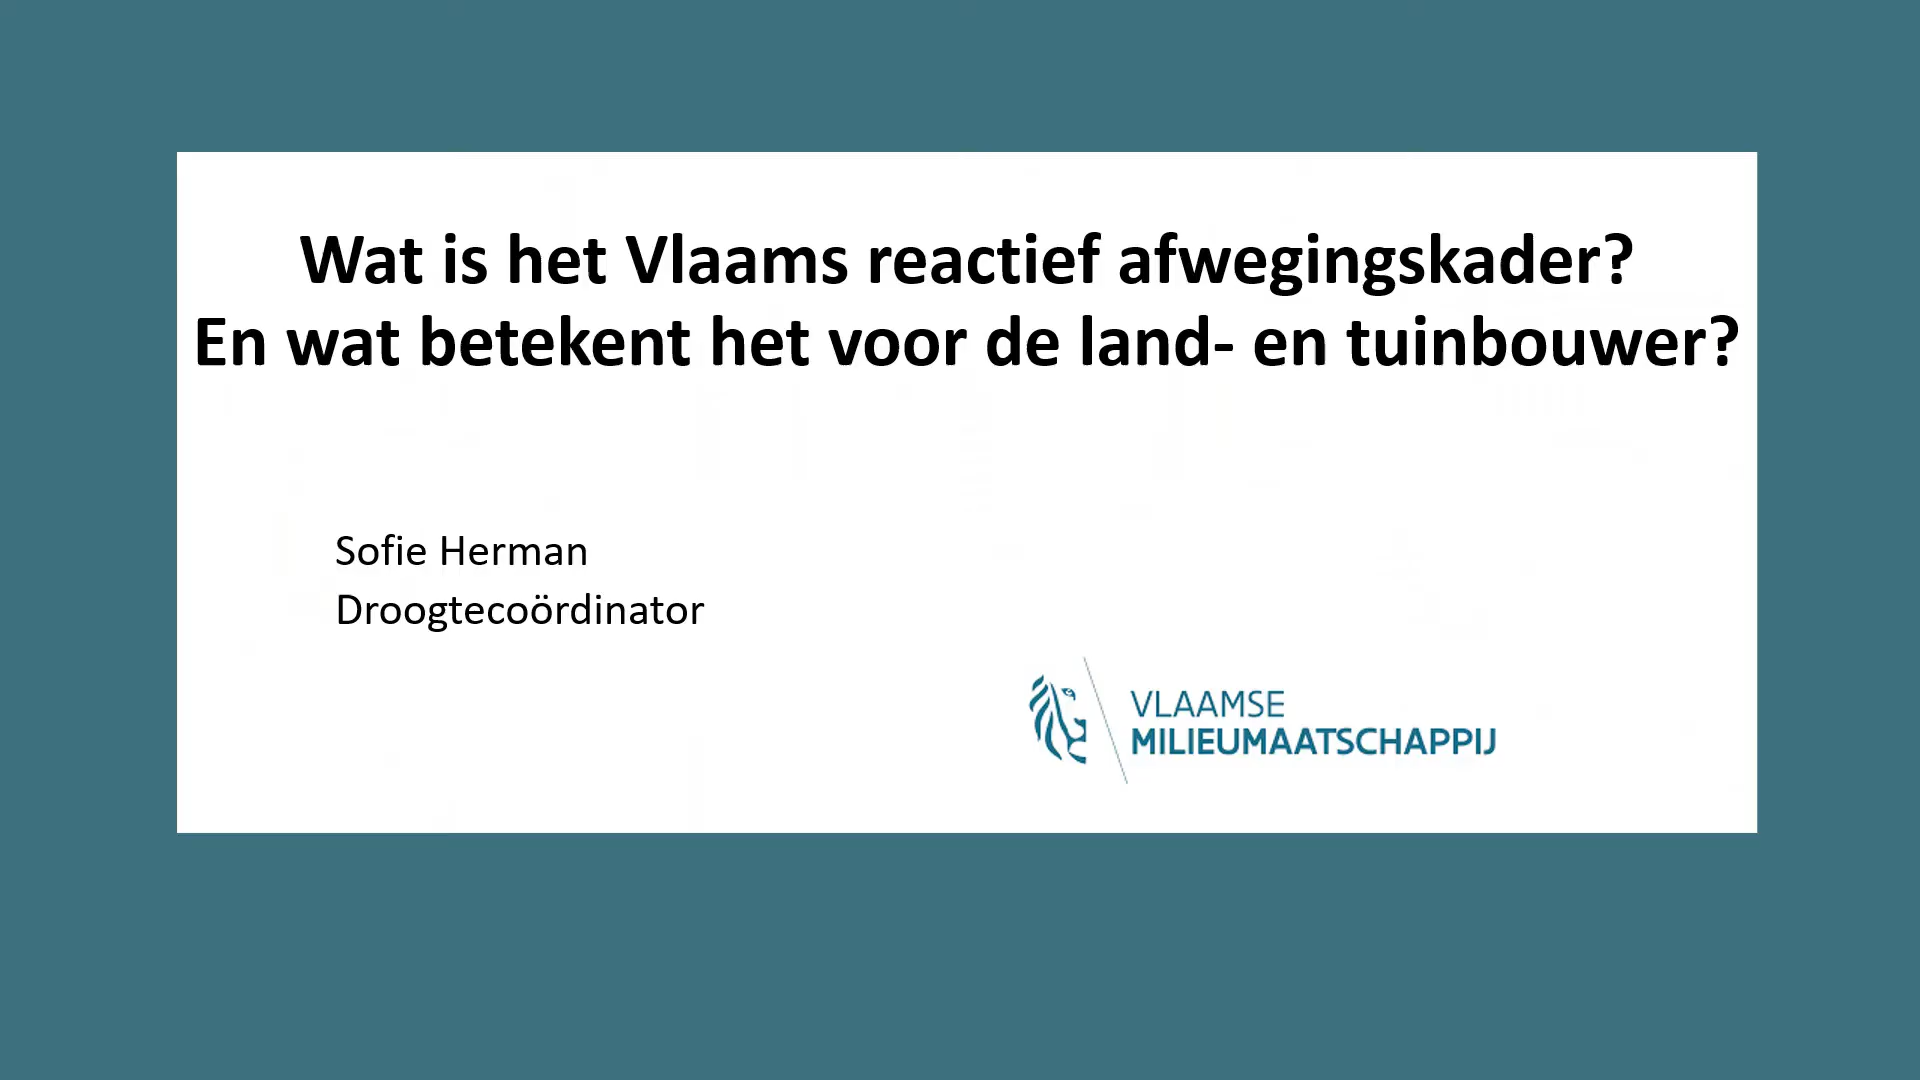 Wat is het Vlaams reactief afwegingskader?
En wat betekent het voor de land- en tuinbouwer?
Sofie Herman
Droogtecoördinator
VLAAMSE
MILIEUMAATSCHAPPIJ